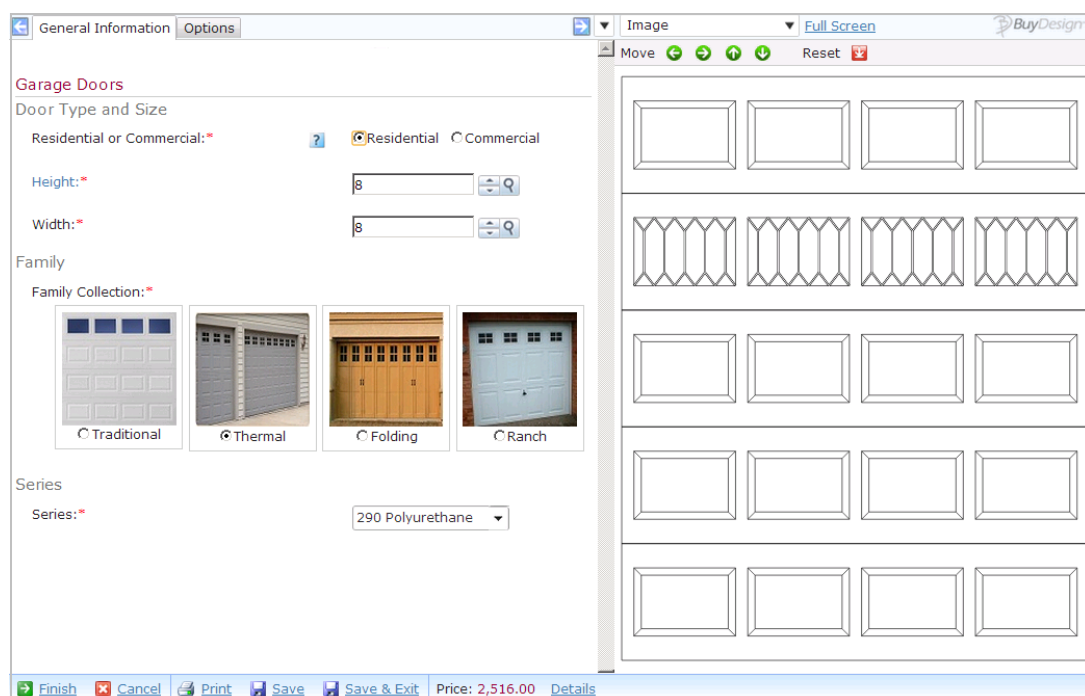 General Information Options
Image Full Screen BuyDesign
Move Reset
Garage Doors
Door Type and Size
Residential or Commercial:* ? Residential Commercial
Height:* 8
Width:* 8
Family
Family Collection:*
Traditional Thermal Folding Ranch
Series
Series:* 290 Polyurethane
Finish Cancel Print Save Save & Exit Price: 2,516.00 Details